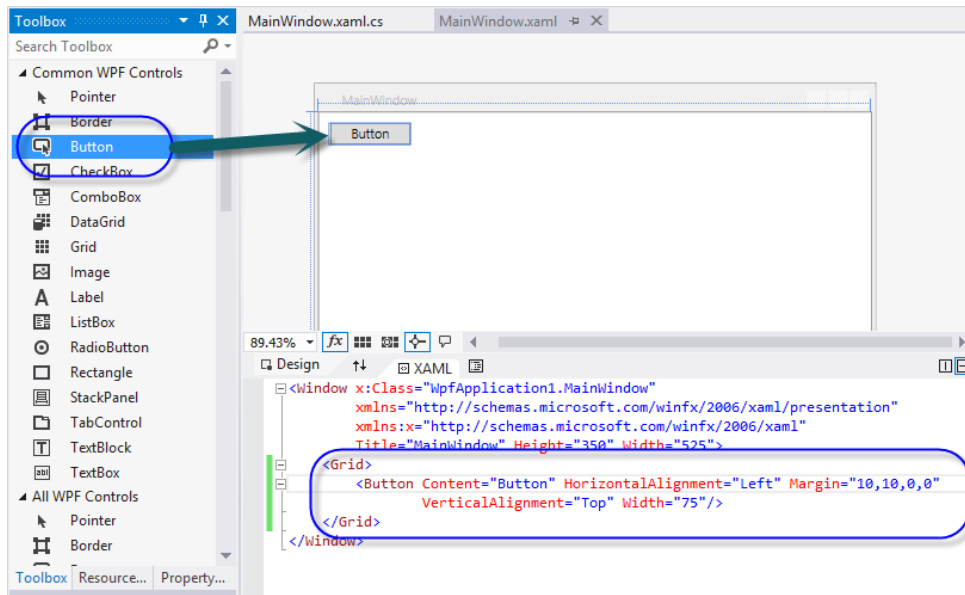 Toolbox
Search Toolbox
Common WPF Controls
Pointer
Border
Button
CheckBox
ComboBox
DataGrid
Grid
Image
Label
ListBox
RadioButton
Rectangle
StackPanel
TabControl
TextBlock
TextBox
All WPF Controls
Pointer
Border
Toolbox Resource... Property...
MainWindow.xaml.cs MainWindow.xaml
MainWindow
Button
89.43% fx
Design XAML
<Window x:Class="WpfApplication1.MainWindow"
xmlns="http://schemas.microsoft.com/winfx/2006/xaml/presentation"
xmlns:x="http://schemas.microsoft.com/winfx/2006/xaml"
Title="MainWindow" Height="350" Width="525">
<Grid>
<Button Content="Button" HorizontalAlignment="Left" Margin="10,10,0,0"
VerticalAlignment="Top" Width="75"/>
</Grid>
</Window>